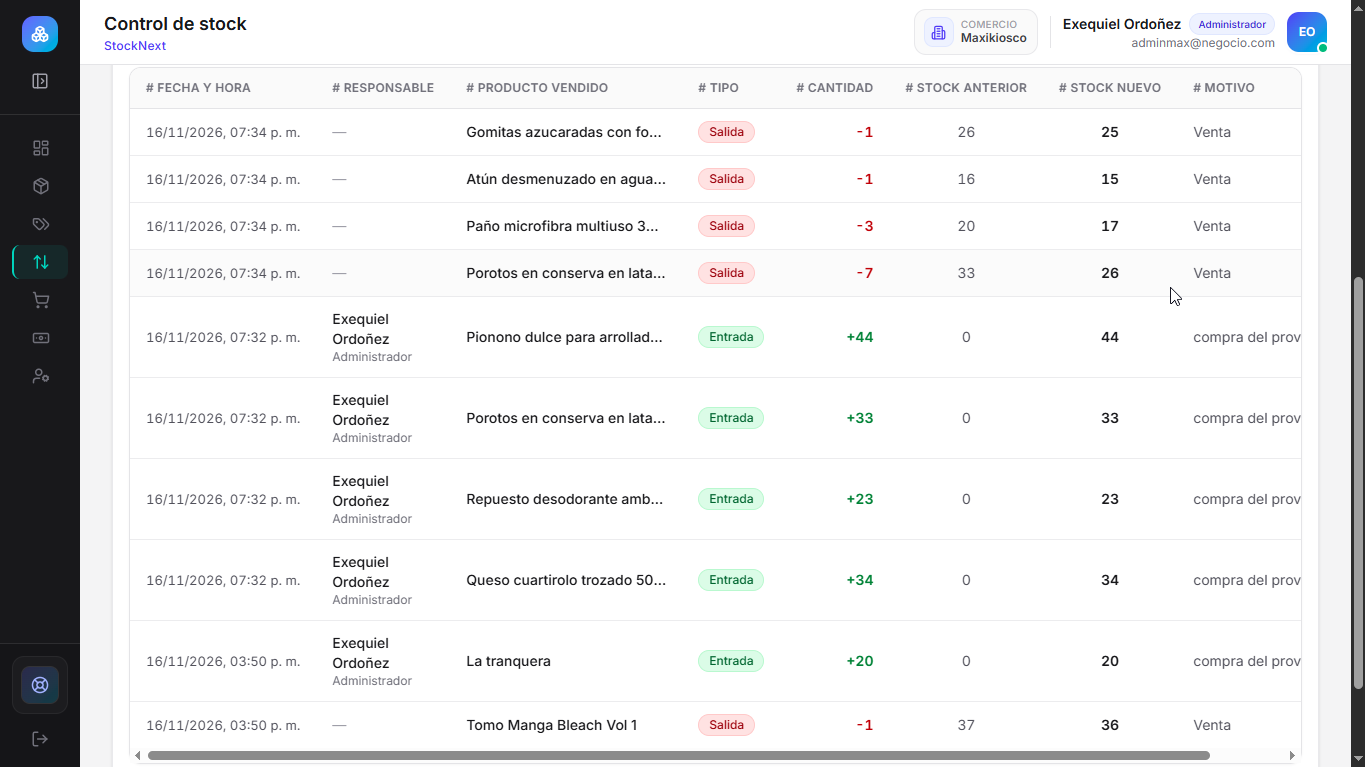 Control de stock
StockNext
COMERCIO
Maxikiosco
Exequiel Ordoñez Administrador
adminmax@negocio.com
EO
# FECHA Y HORA # RESPONSABLE # PRODUCTO VENDIDO # TIPO # CANTIDAD # STOCK ANTERIOR # STOCK NUEVO # MOTIVO
16/11/2026, 07:34 p. m. — Gomitas azucaradas con fo... Salida -1 26 25 Venta
16/11/2026, 07:34 p. m. — Atún desmenuzado en agua... Salida -1 16 15 Venta
16/11/2026, 07:34 p. m. — Paño microfibra multiuso 3... Salida -3 20 17 Venta
16/11/2026, 07:34 p. m. — Porotos en conserva en lata... Salida -7 33 26 Venta
16/11/2026, 07:32 p. m. Exequiel Ordoñez Administrador Pionono dulce para arrollad... Entrada +44 0 44 compra del prov
16/11/2026, 07:32 p. m. Exequiel Ordoñez Administrador Porotos en conserva en lata... Entrada +33 0 33 compra del prov
16/11/2026, 07:32 p. m. Exequiel Ordoñez Administrador Repuesto desodorante amb... Entrada +23 0 23 compra del prov
16/11/2026, 07:32 p. m. Exequiel Ordoñez Administrador Queso cuartirolo trozado 50... Entrada +34 0 34 compra del prov
16/11/2026, 03:50 p. m. Exequiel Ordoñez Administrador La tranquera Entrada +20 0 20 compra del prov
16/11/2026, 03:50 p. m. — Tomo Manga Bleach Vol 1 Salida -1 37 36 Venta